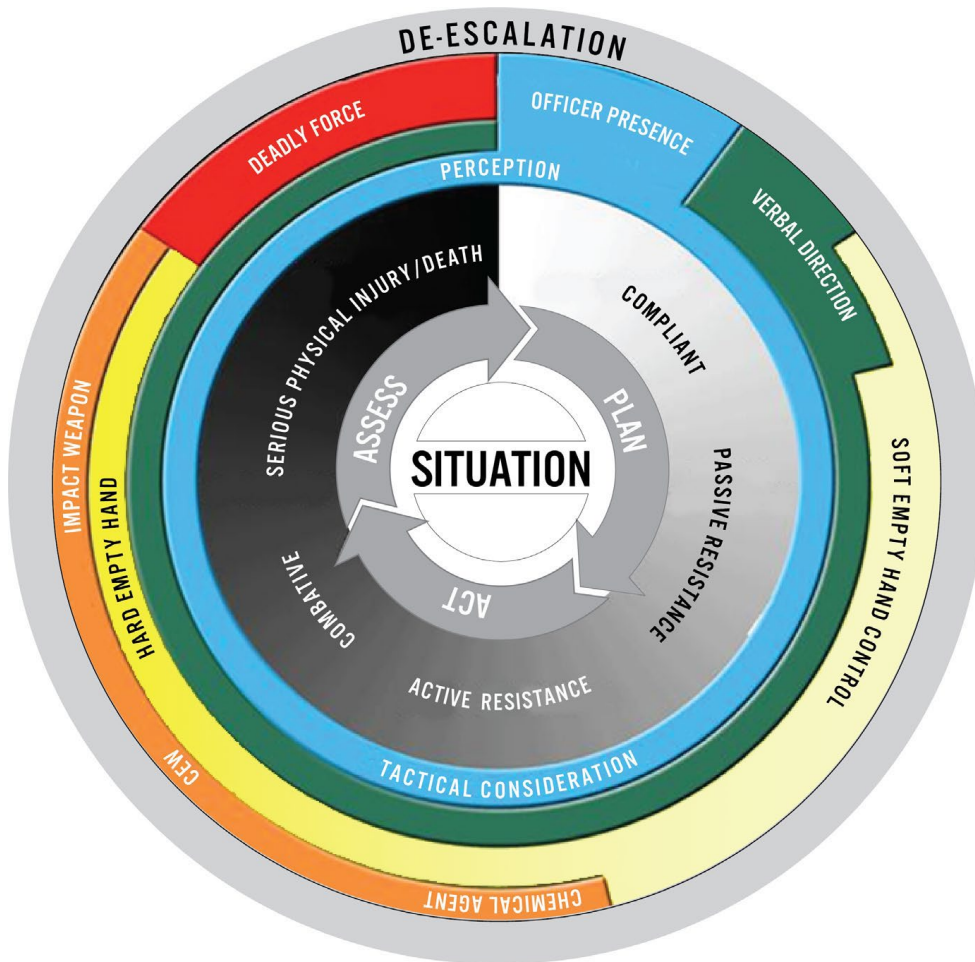 DE-ESCALATION
DEADLY FORCE
OFFICER PRESENCE
VERBAL DIRECTION
SOFT EMPTY HAND CONTROL
IMPACT WEAPON
HARD EMPTY HAND
CEW
CHEMICAL AGENT
PERCEPTION
TACTICAL CONSIDERATION
SERIOUS PHYSICAL INJURY/DEATH
COMPLIANT
PASSIVE RESISTANCE
ACTIVE RESISTANCE
COMBATIVE
ASSESS
PLAN
ACT
SITUATION